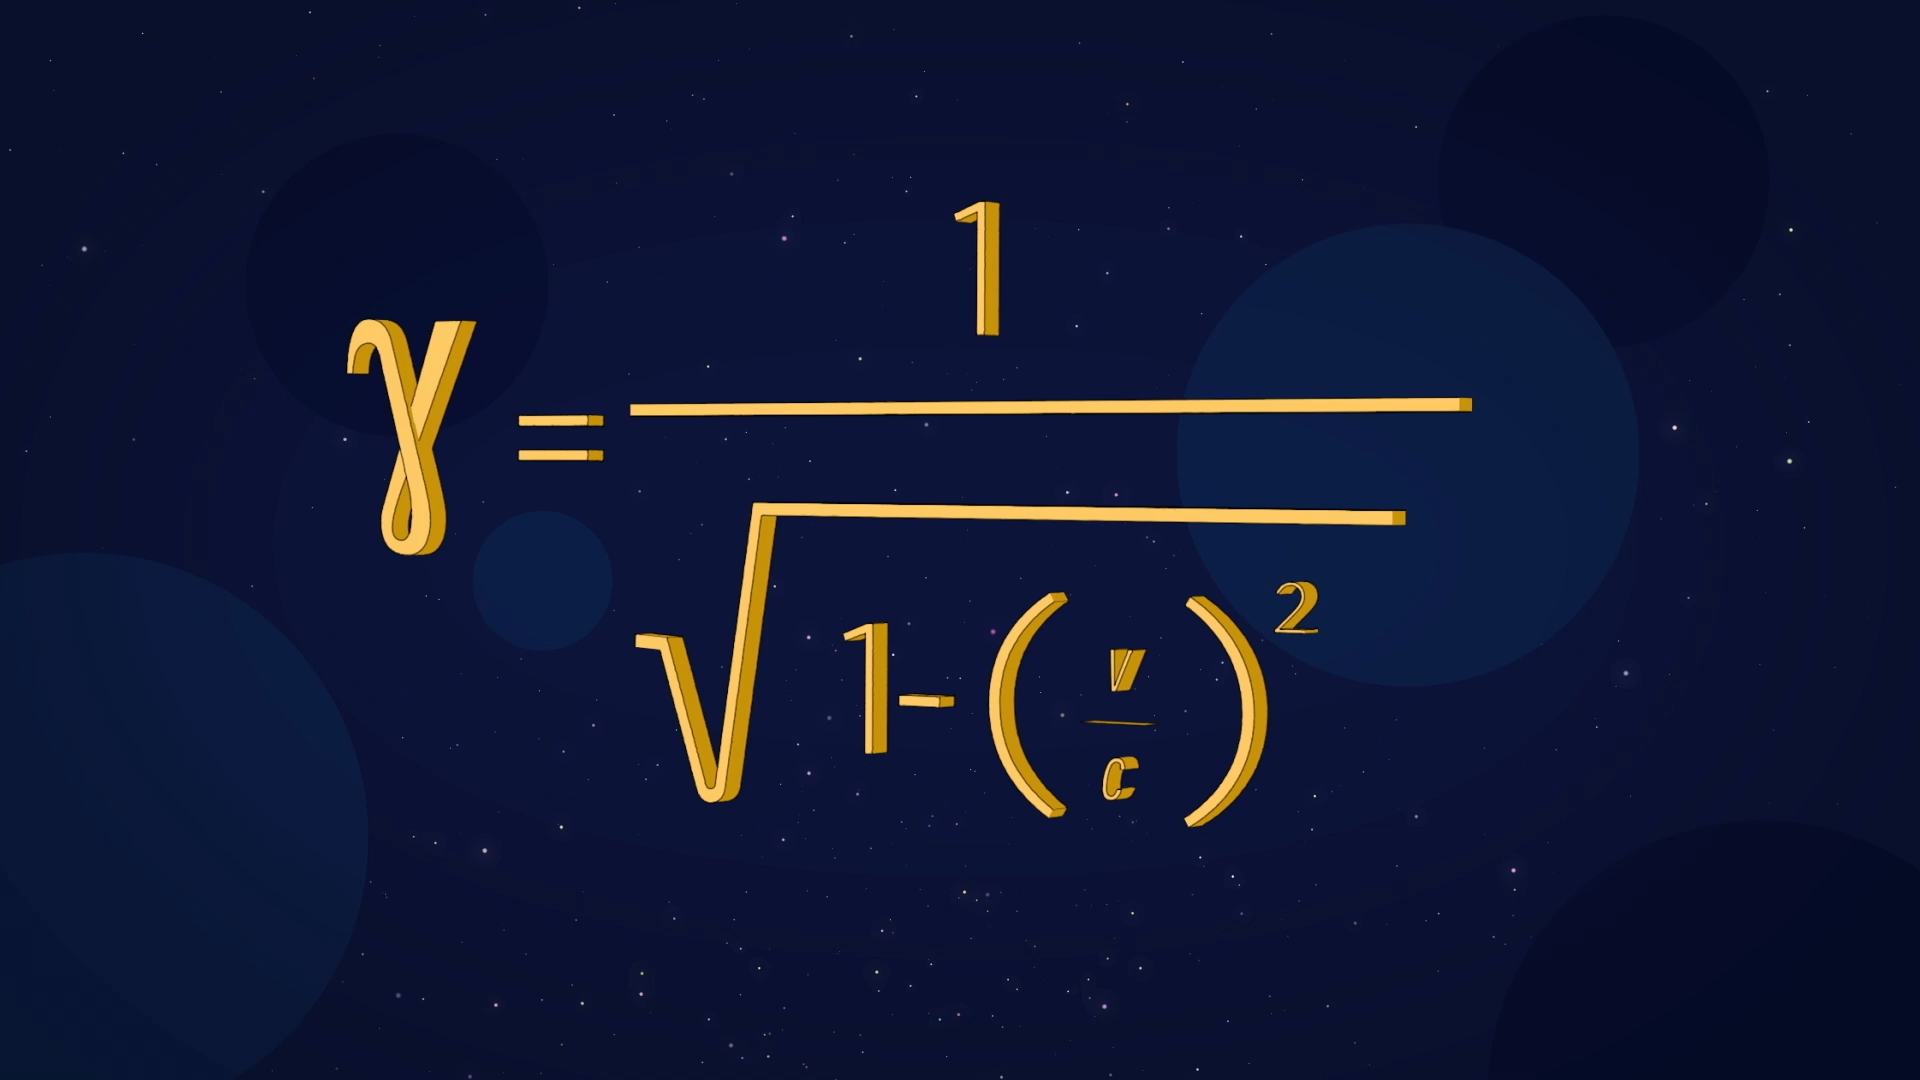 γ = 1 / √(1 - (v / c)²)